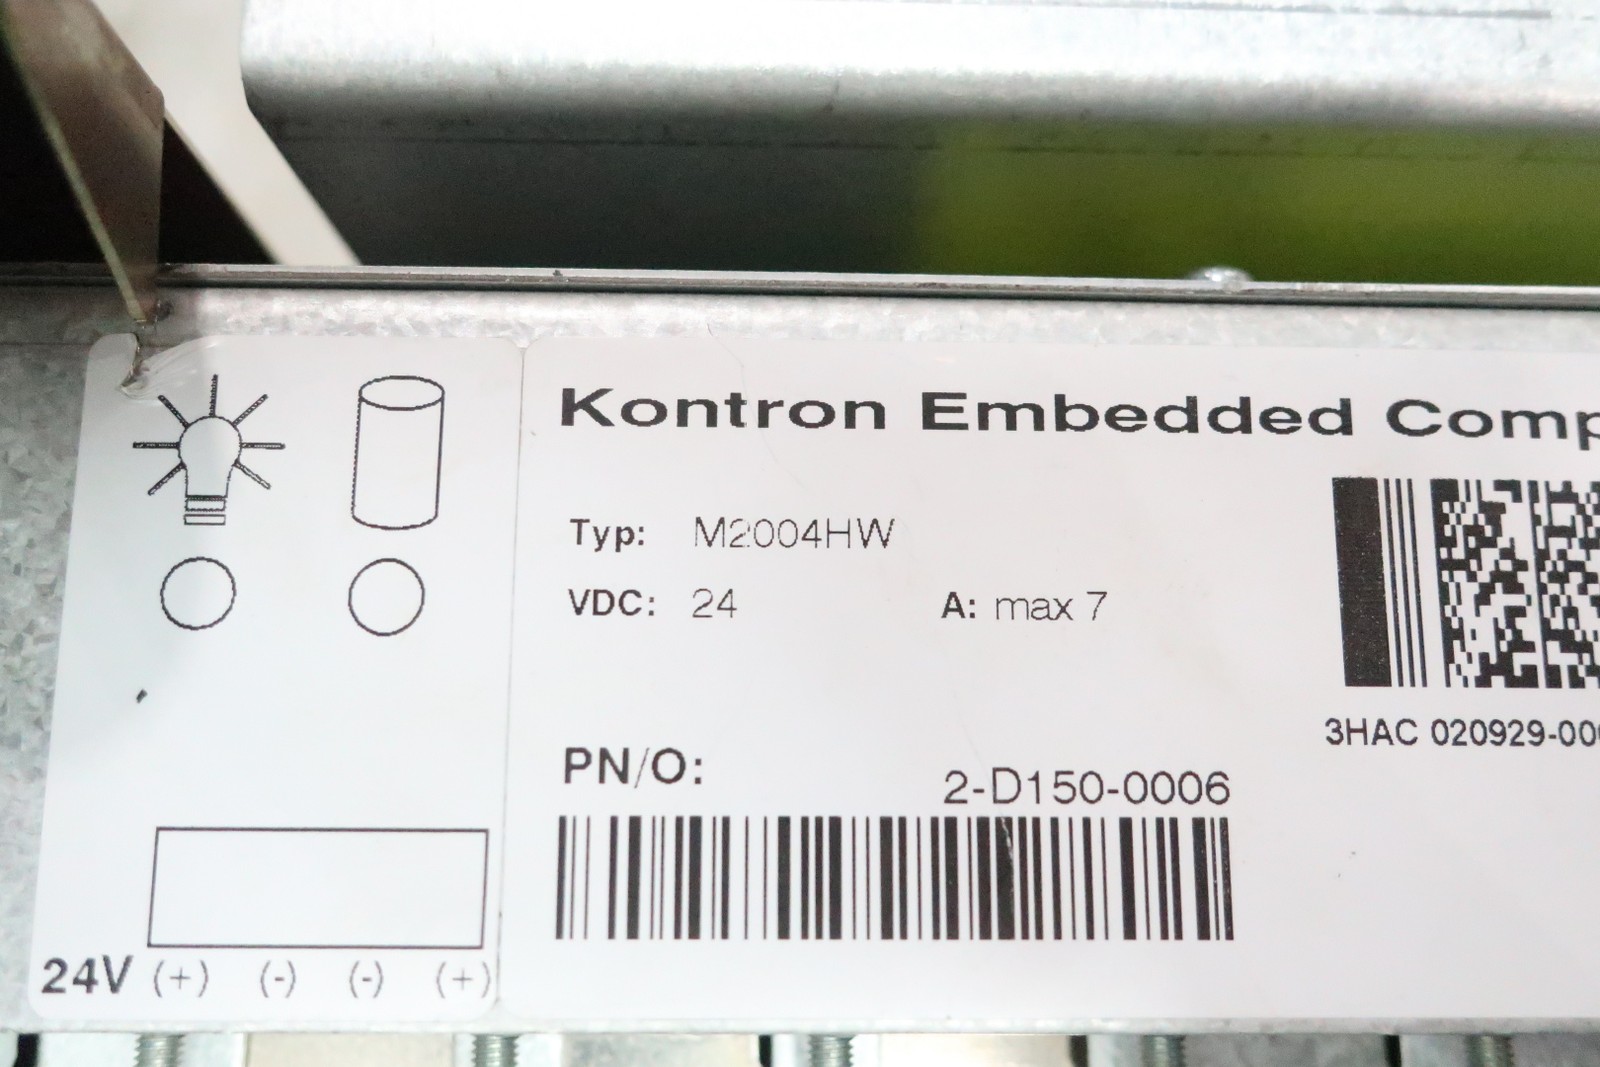 Kontron Embedded Comp
Typ: M2004HW
VDC: 24 A: max 7
3HAC 020929-00
PN/O: 2-D150-0006
24V (+) (-) (-) (+)